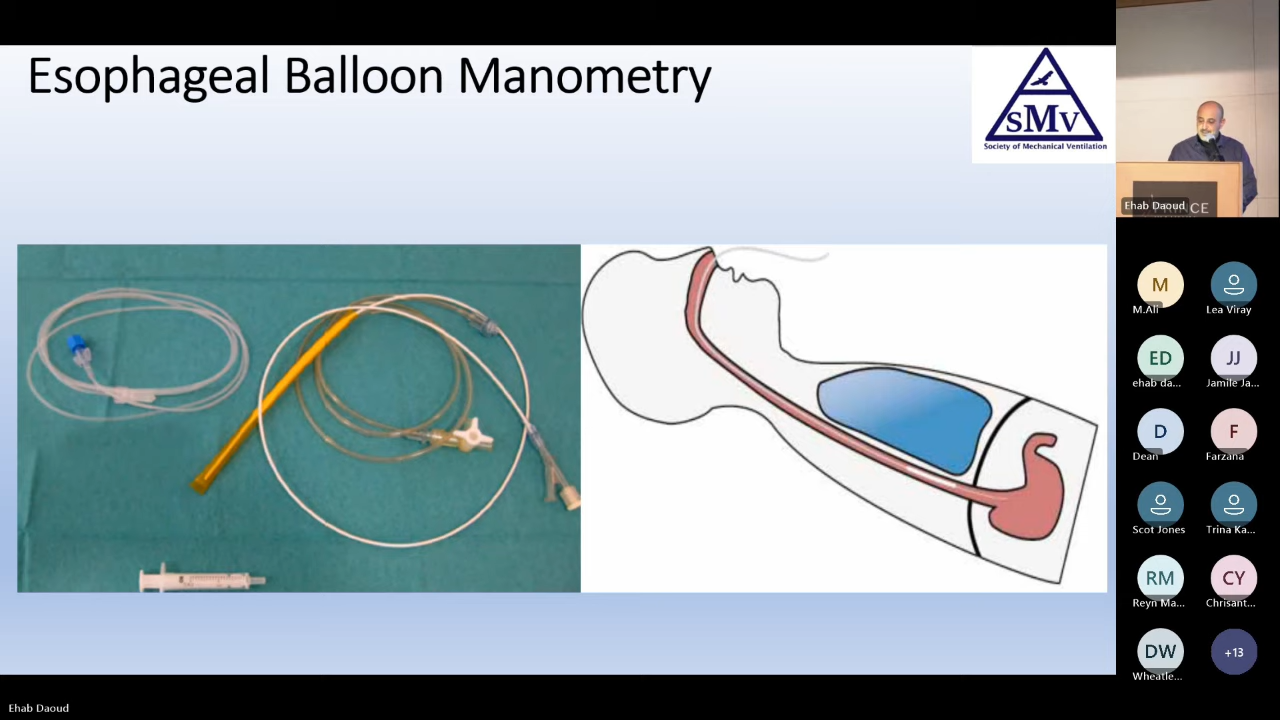 Esophageal Balloon Manometry
sMv
Society of Mechanical Ventilation
Ehab Daoud
NCE
M
M.Ali
Lea Viray
ED
ehab da...
JJ
Jamile Ja...
D
Dean
F
Farzana
Scot Jones
Trina Ka...
RM
Reyn Ma...
CY
Chrisant...
DW
Wheatle...
+13
Ehab Daoud